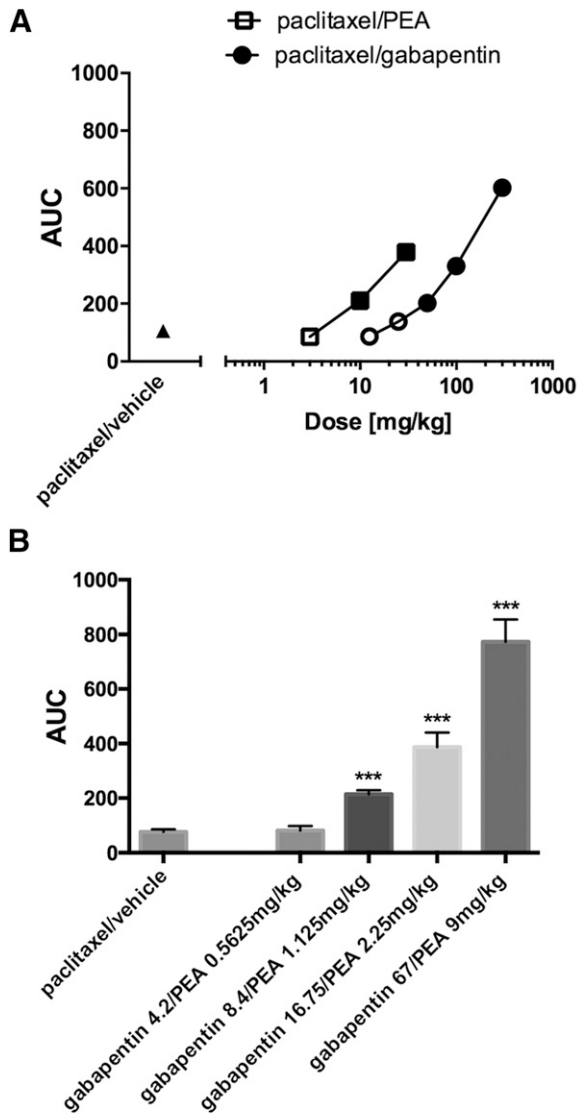 A
paclitaxel/PEA
paclitaxel/gabapentin
1000
800
600
400
200
0
AUC
paclitaxel/vehicle
1
10
100
1000
Dose [mg/kg]
B
1000
800
600
400
200
0
AUC
***
***
***
***
paclitaxel/vehicle
gabapentin 4.2/PEA 0.5625mg/kg
gabapentin 8.4/PEA 1.125mg/kg
gabapentin 16.75/PEA 2.25mg/kg
gabapentin 67/PEA 9mg/kg